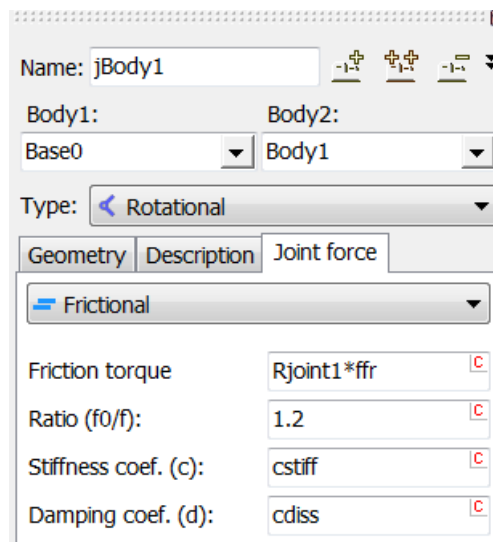 Name: jBody1
Body1: Body2:
Base0 Body1
Type: Rotational
Geometry Description Joint force
Frictional
Friction torque Rjoint1*ffr C
Ratio (f0/f): 1.2 C
Stiffness coef. (c): cstiff C
Damping coef. (d): cdiss C